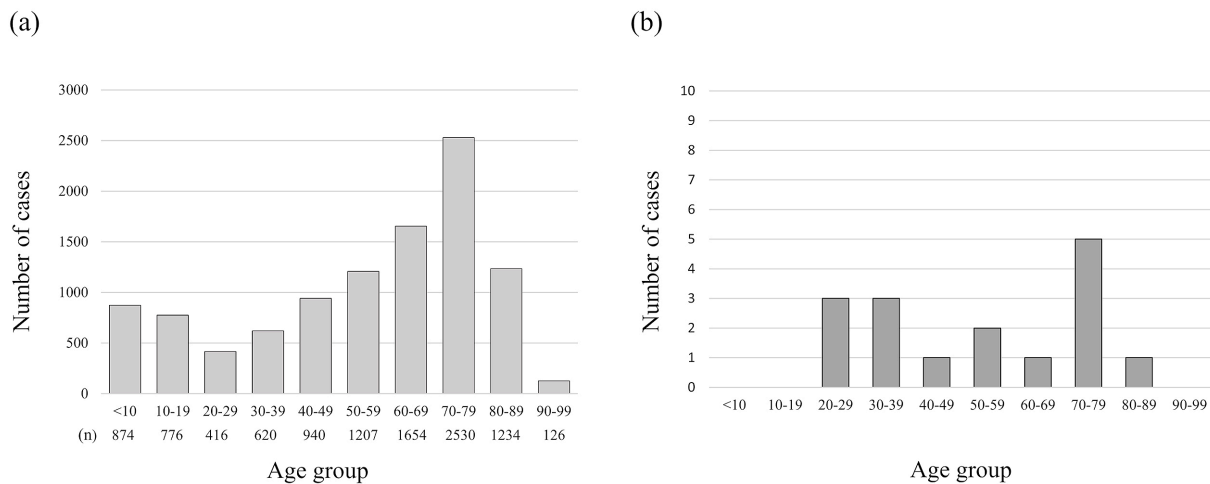 (a)
3000
2500
2000
1500
1000
500
0
Number of cases
<10 10-19 20-29 30-39 40-49 50-59 60-69 70-79 80-89 90-99
(n) 874 776 416 620 940 1207 1654 2530 1234 126
Age group
(b)
10
9
8
7
6
5
4
3
2
1
0
Number of cases
<10 10-19 20-29 30-39 40-49 50-59 60-69 70-79 80-89 90-99
Age group